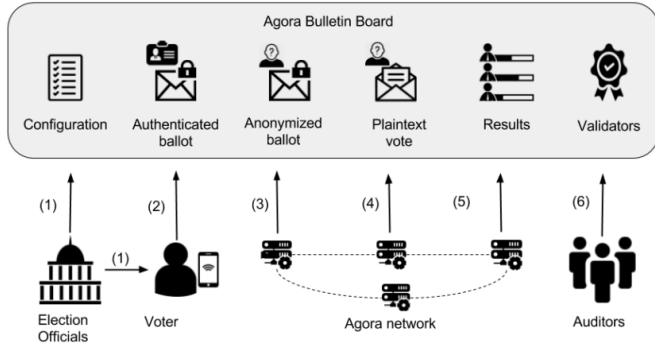 Agora Bulletin Board
Configuration
Authenticated
ballot
Anonymized
ballot
Plaintext
vote
Results
Validators
(1)
(2)
(3)
(4)
(5)
(6)
(1)
Election
Officials
Voter
Agora network
Auditors